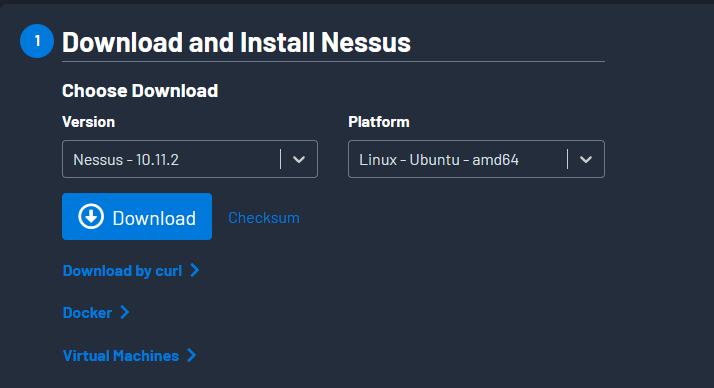 1 Download and Install Nessus
Choose Download
Version Platform
Nessus - 10.11.2 Linux - Ubuntu - amd64
Download Checksum
Download by curl
Docker
Virtual Machines